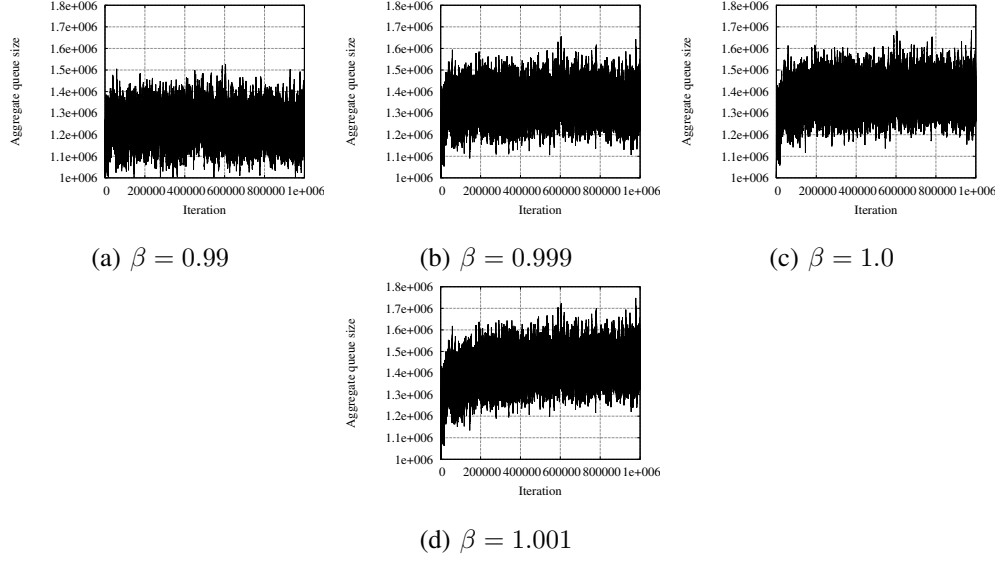 Aggregate queue size
1.8e+006
1.7e+006
1.6e+006
1.5e+006
1.4e+006
1.3e+006
1.2e+006
1.1e+006
1e+006
0 200000 400000 600000 800000 1e+006
Iteration
(a) β = 0.99
Aggregate queue size
1.8e+006
1.7e+006
1.6e+006
1.5e+006
1.4e+006
1.3e+006
1.2e+006
1.1e+006
1e+006
0 200000 400000 600000 800000 1e+006
Iteration
(b) β = 0.999
Aggregate queue size
1.8e+006
1.7e+006
1.6e+006
1.5e+006
1.4e+006
1.3e+006
1.2e+006
1.1e+006
1e+006
0 200000 400000 600000 800000 1e+006
Iteration
(c) β = 1.0
Aggregate queue size
1.8e+006
1.7e+006
1.6e+006
1.5e+006
1.4e+006
1.3e+006
1.2e+006
1.1e+006
1e+006
0 200000 400000 600000 800000 1e+006
Iteration
(d) β = 1.001